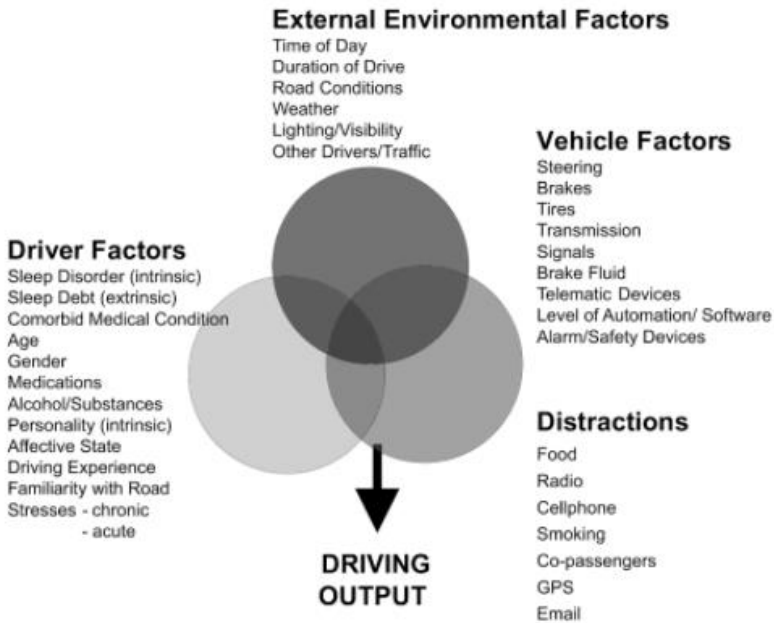 External Environmental Factors
Time of Day
Duration of Drive
Road Conditions
Weather
Lighting/Visibility
Other Drivers/Traffic
Vehicle Factors
Steering
Brakes
Tires
Transmission
Signals
Brake Fluid
Telematic Devices
Level of Automation/ Software
Alarm/Safety Devices
Driver Factors
Sleep Disorder (intrinsic)
Sleep Debt (extrinsic)
Comorbid Medical Condition
Age
Gender
Medications
Alcohol/Substances
Personality (intrinsic)
Affective State
Driving Experience
Familiarity with Road
Stresses - chronic
- acute
Distractions
Food
Radio
Cellphone
Smoking
Co-passengers
GPS
Email
DRIVING
OUTPUT